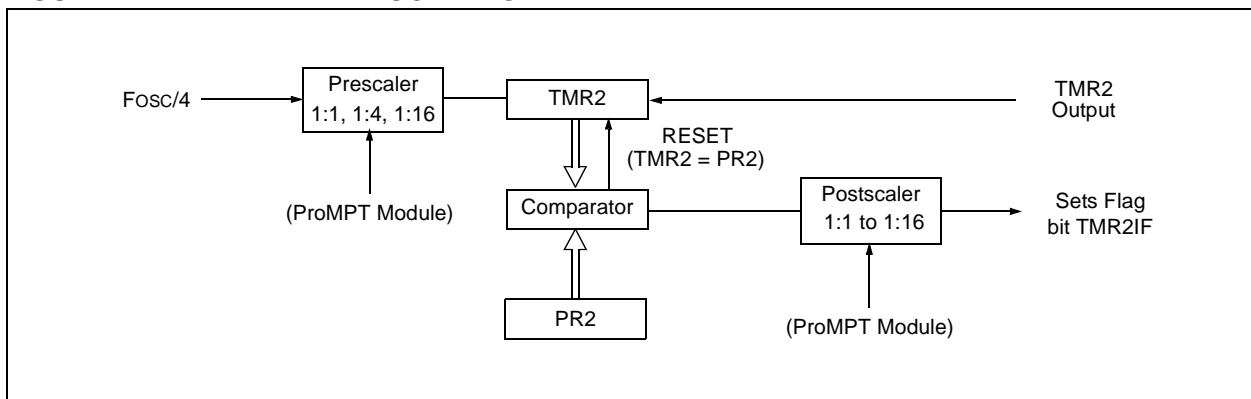 Fosc/4
Prescaler
1:1, 1:4, 1:16
(ProMPT Module)
TMR2
TMR2
Output
RESET
(TMR2 = PR2)
Comparator
PR2
Postscaler
1:1 to 1:16
(ProMPT Module)
Sets Flag
bit TMR2IF